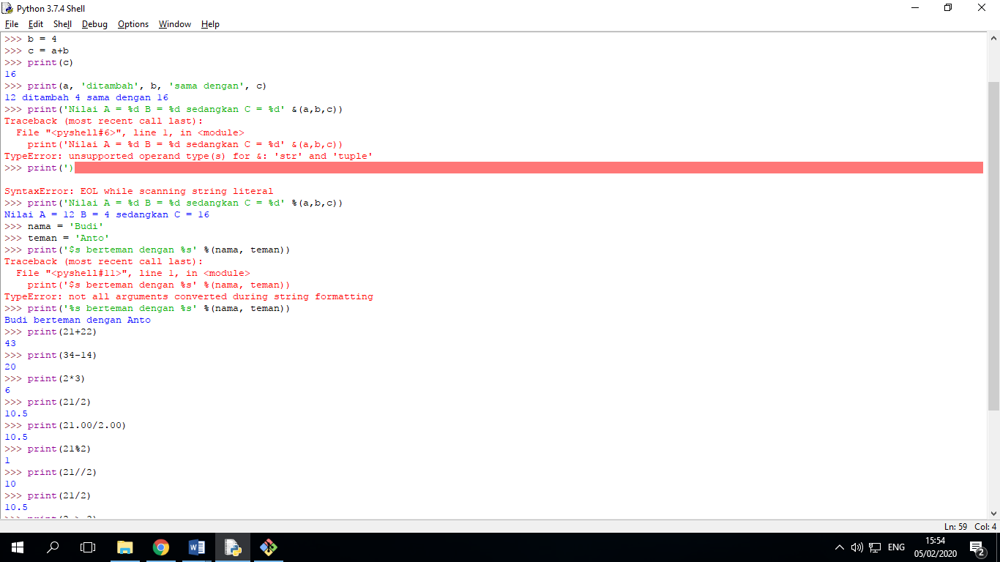 Python 3.7.4 Shell
File Edit Shell Debug Options Window Help
>>> b = 4
>>> c = a+b
>>> print(c)
16
>>> print(a, 'ditambah', b, 'sama dengan', c)
12 ditambah 4 sama dengan 16
>>> print('Nilai A = %d B = %d sedangkan C = %d' &(a,b,c))
Traceback (most recent call last):
  File "<pyshell#6>", line 1, in <module>
    print('Nilai A = %d B = %d sedangkan C = %d' &(a,b,c))
TypeError: unsupported operand type(s) for &: 'str' and 'tuple'
>>> print(')
SyntaxError: EOL while scanning string literal
>>> print('Nilai A = %d B = %d sedangkan C = %d' %(a,b,c))
Nilai A = 12 B = 4 sedangkan C = 16
>>> nama = 'Budi'
>>> teman = 'Anto'
>>> print('$s berteman dengan %s' %(nama, teman))
Traceback (most recent call last):
  File "<pyshell#11>", line 1, in <module>
    print('$s berteman dengan %s' %(nama, teman))
TypeError: not all arguments converted during string formatting
>>> print('%s berteman dengan %s' %(nama, teman))
Budi berteman dengan Anto
>>> print(21+22)
43
>>> print(34-14)
20
>>> print(2*3)
6
>>> print(21/2)
10.5
>>> print(21.00/2.00)
10.5
>>> print(21%2)
1
>>> print(21//2)
10
>>> print(21/2)
10.5
Ln: 59 Col: 4
ENG
15:54
05/02/2020
2